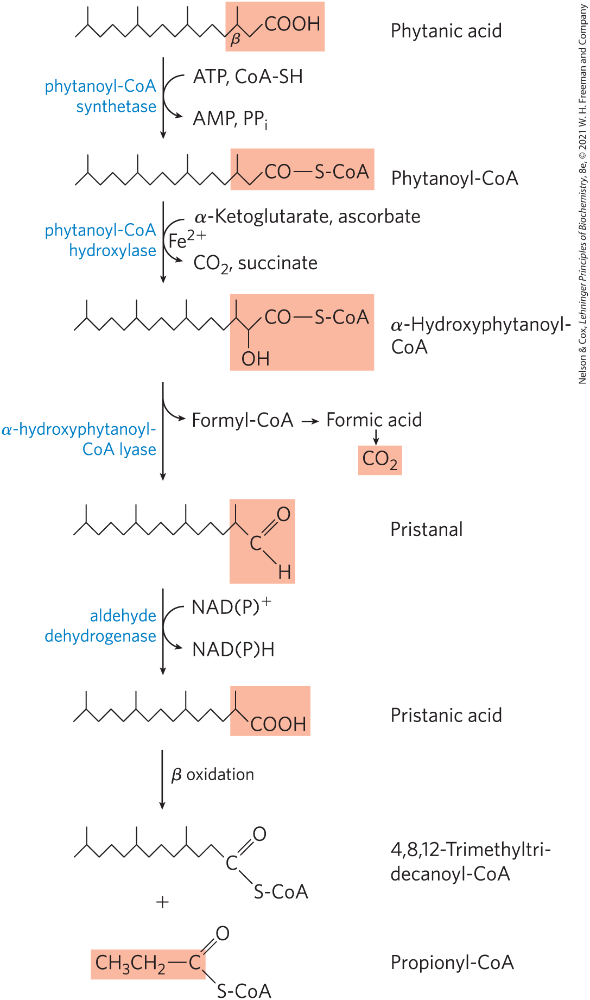 COOH
β
Phytanic acid
phytanoyl-CoA
synthetase
ATP, CoA-SH
AMP, PPi
CO—S-CoA
Phytanoyl-CoA
phytanoyl-CoA
hydroxylase
α-Ketoglutarate, ascorbate
Fe²⁺
CO₂, succinate
CO—S-CoA
OH
α-Hydroxyphytanoyl-
CoA
α-hydroxyphytanoyl-
CoA lyase
Formyl-CoA → Formic acid
CO₂
O
C
H
Pristanal
aldehyde
dehydrogenase
NAD(P)⁺
NAD(P)H
COOH
Pristanic acid
β oxidation
O
C
S-CoA
4,8,12-Trimethyltri-
decanoyl-CoA
+
O
CH₃CH₂—C
S-CoA
Propionyl-CoA
Nelson & Cox, Lehninger Principles of Biochemistry, 8e, © 2021 W. H. Freeman and Company